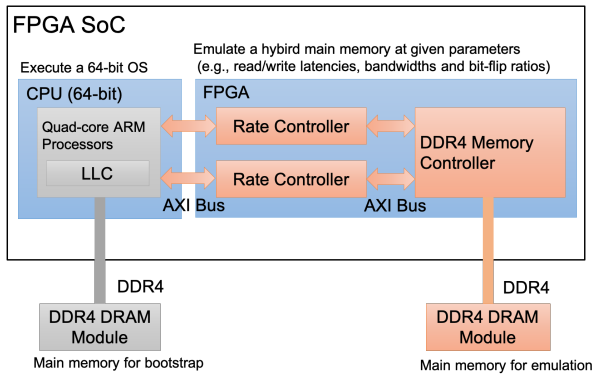 FPGA SoC
Emulate a hybird main memory at given parameters
(e.g., read/write latencies, bandwidths and bit-flip ratios)
Execute a 64-bit OS
CPU (64-bit)
FPGA
Quad-core ARM
Processors
LLC
Rate Controller
Rate Controller
DDR4 Memory
Controller
AXI Bus
AXI Bus
DDR4
DDR4
DDR4 DRAM
Module
DDR4 DRAM
Module
Main memory for bootstrap
Main memory for emulation